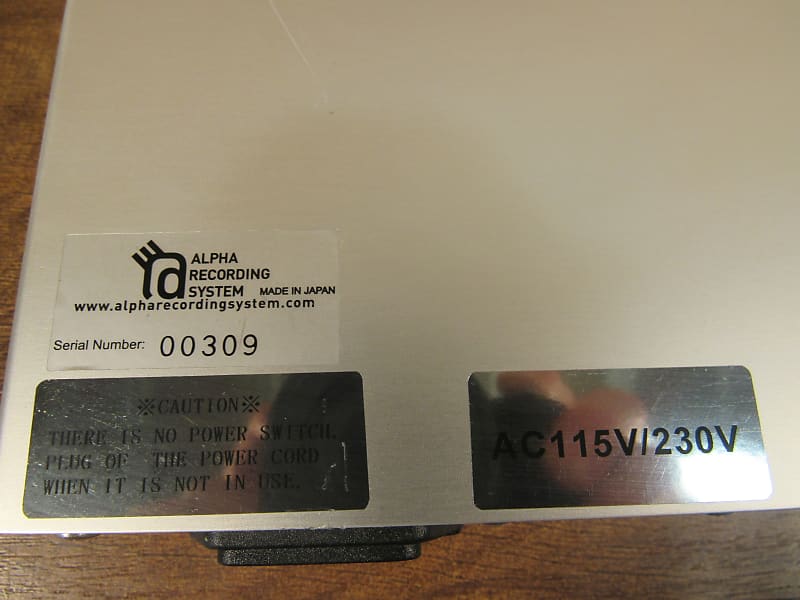 ALPHA
RECORDING
SYSTEM MADE IN JAPAN
www.alpharecordingsystem.com
Serial Number: 00309
※CAUTION※
THERE IS NO POWER SWITCH.
PLUG OF THE POWER CORD
WHEN IT IS NOT IN USE.
AC115V/230V